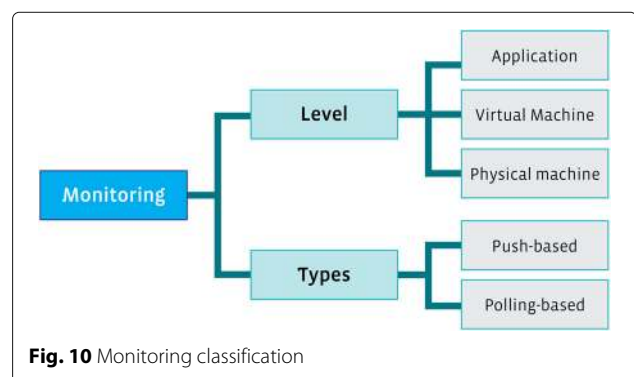 Monitoring
Level
Application
Virtual Machine
Physical machine
Types
Push-based
Polling-based
Fig. 10 Monitoring classification